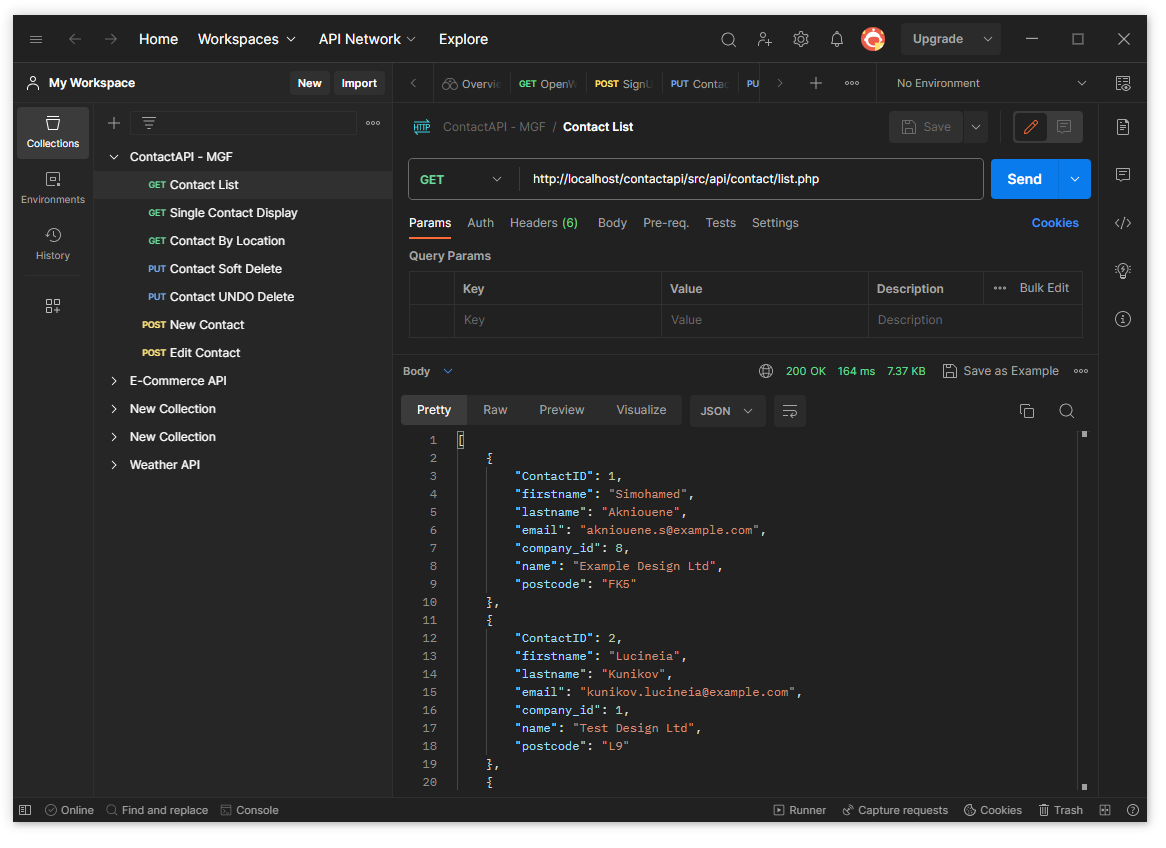 Home Workspaces API Network Explore Upgrade
My Workspace New Import Overvie GET OpenW POST SignU PUT Contac PU No Environment
Collections
Environments
History
ContactAPI - MGF
GET Contact List
GET Single Contact Display
GET Contact By Location
PUT Contact Soft Delete
PUT Contact UNDO Delete
POST New Contact
POST Edit Contact
E-Commerce API
New Collection
New Collection
Weather API
HTTP ContactAPI - MGF / Contact List Save
GET http://localhost/contactapi/src/api/contact/list.php Send
Params Auth Headers (6) Body Pre-req. Tests Settings Cookies
Query Params
Key Value Description Bulk Edit
Key Value Description
Body 200 OK 164 ms 7.37 KB Save as Example
Pretty Raw Preview Visualize JSON
1 [
2 {
3 "ContactID": 1,
4 "firstname": "Simohamed",
5 "lastname": "Akniouene",
6 "email": "akniouene.s@example.com",
7 "company_id": 8,
8 "name": "Example Design Ltd",
9 "postcode": "FK5"
10 },
11 {
12 "ContactID": 2,
13 "firstname": "Lucineia",
14 "lastname": "Kunikov",
15 "email": "kunikov.lucineia@example.com",
16 "company_id": 1,
17 "name": "Test Design Ltd",
18 "postcode": "L9"
19 },
20 {
Online Find and replace Console Runner Capture requests Cookies Trash